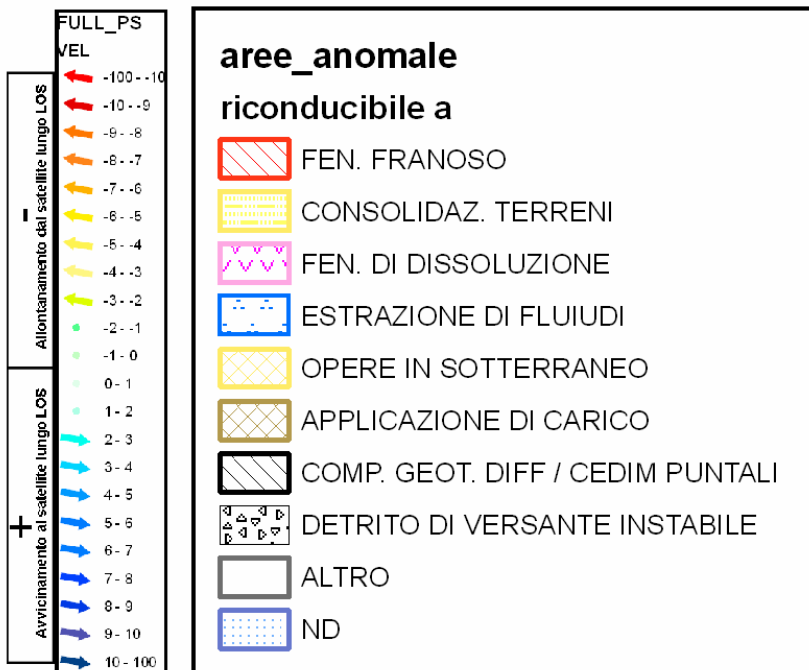 FULL_PS
VEL
-100 - -10
-10 - -9
-9 - -8
-8 - -7
-7 - -6
-6 - -5
-5 - -4
-4 - -3
-3 - -2
-2 - -1
-1 - 0
0 - 1
1 - 2
2 - 3
3 - 4
4 - 5
5 - 6
6 - 7
7 - 8
8 - 9
9 - 10
10 - 100
-
Allontanamento dal satellite lungo LOS
+
Avvicinamento al satellite lungo LOS
aree_anomale
riconducibile a
FEN. FRANOSO
CONSOLIDAZ. TERRENI
FEN. DI DISSOLUZIONE
ESTRAZIONE DI FLUIUDI
OPERE IN SOTTERRANEO
APPLICAZIONE DI CARICO
COMP. GEOT. DIFF / CEDIM PUNTALI
DETRITO DI VERSANTE INSTABILE
ALTRO
ND